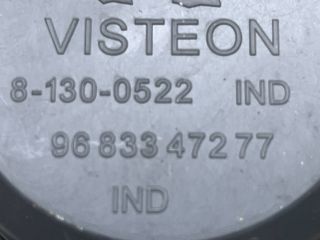 VISTEON
8-130-0522 IND
96 833 472 77
IND